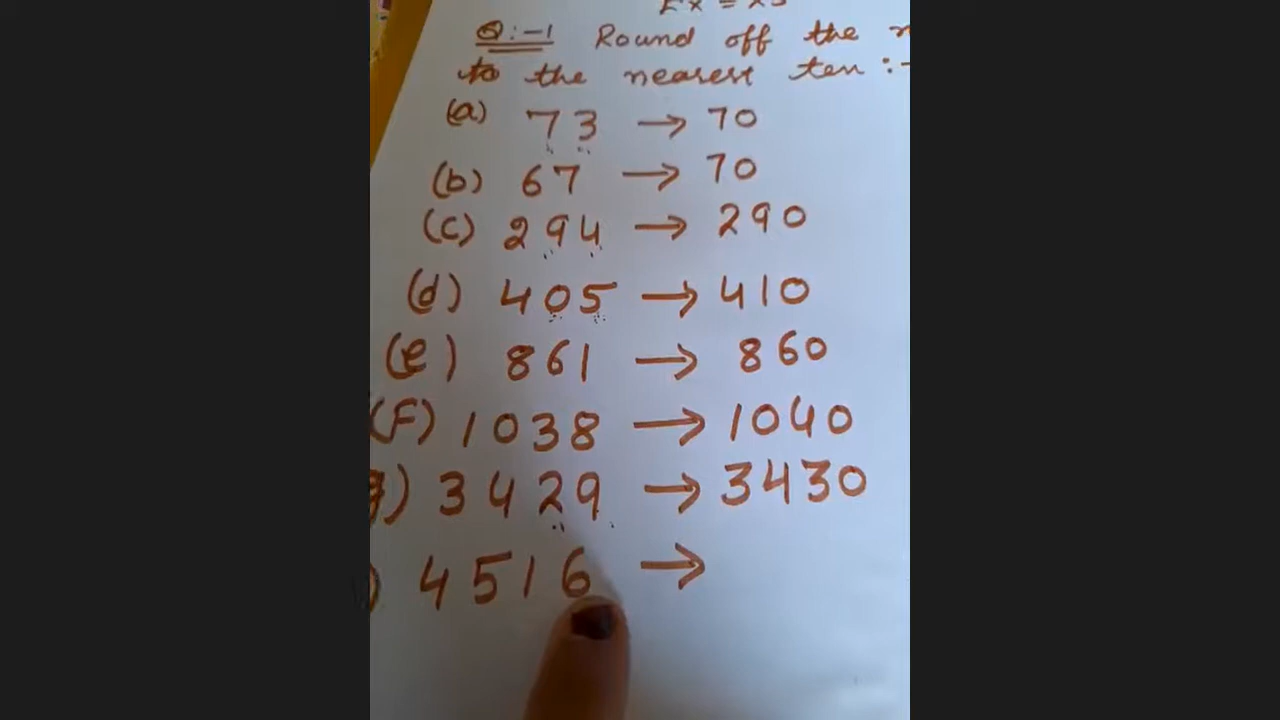 Q:-1 Round off the
to the nearest ten :-
(a) 73 → 70
(b) 67 → 70
(c) 294 → 290
(d) 405 → 410
(e) 861 → 860
(F) 1038 → 1040
g) 3429 → 3430
) 4516 →